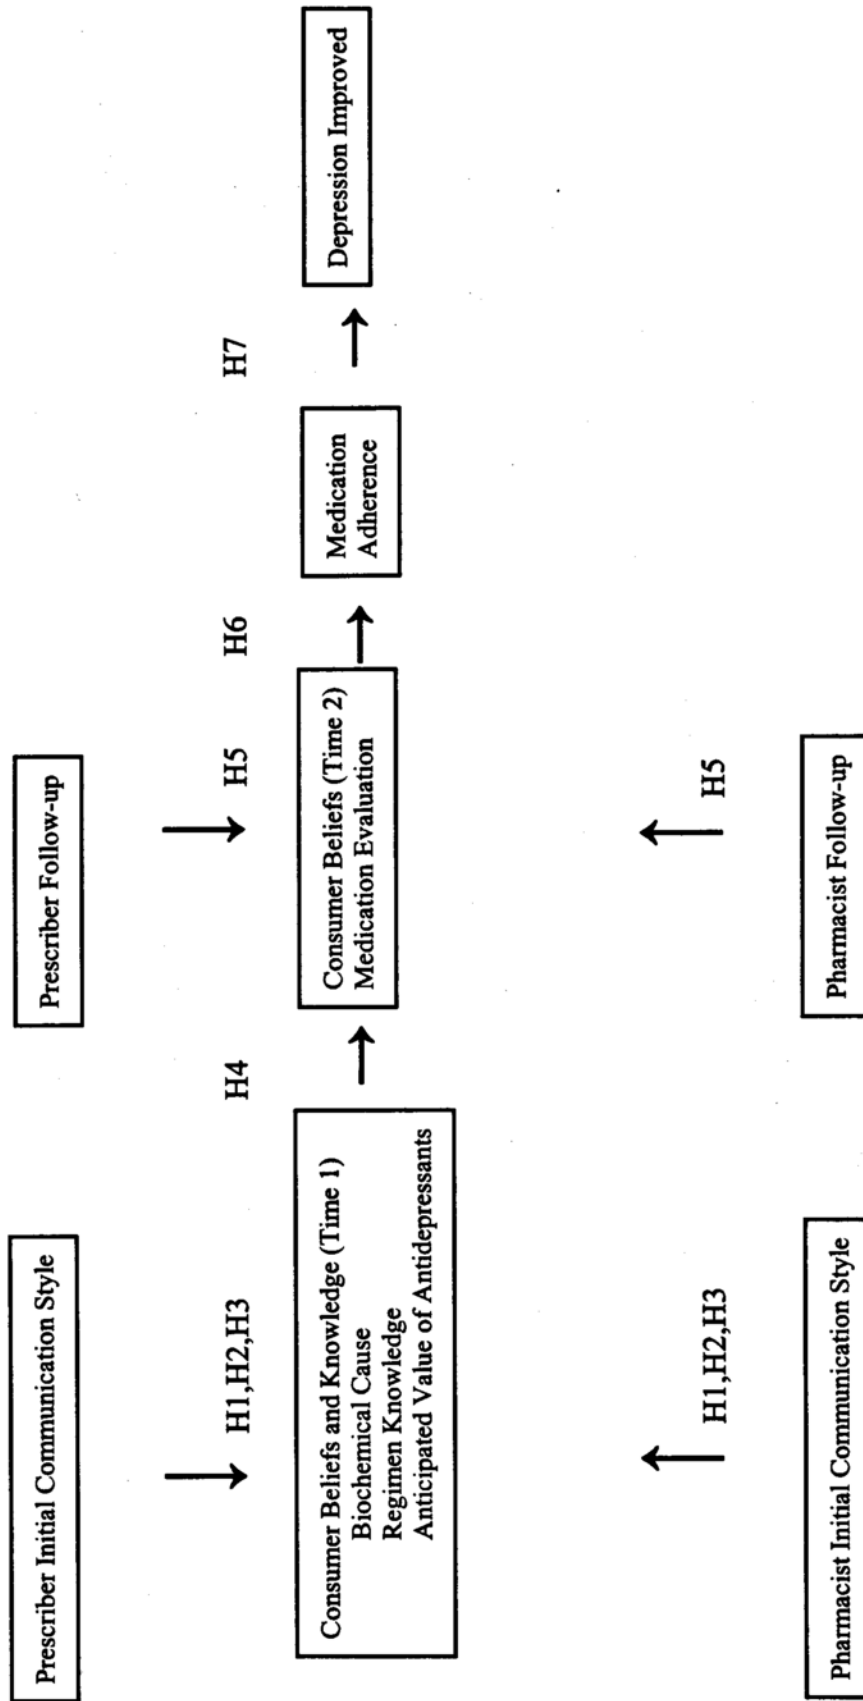 Prescriber Initial Communication Style
Prescriber Follow-up
H1,H2,H3
H4
H5
H6
H7
Consumer Beliefs and Knowledge (Time 1)
Biochemical Cause
Regimen Knowledge
Anticipated Value of Antidepressants
Consumer Beliefs (Time 2)
Medication Evaluation
Medication
Adherence
Depression Improved
H1,H2,H3
H5
Pharmacist Initial Communication Style
Pharmacist Follow-up